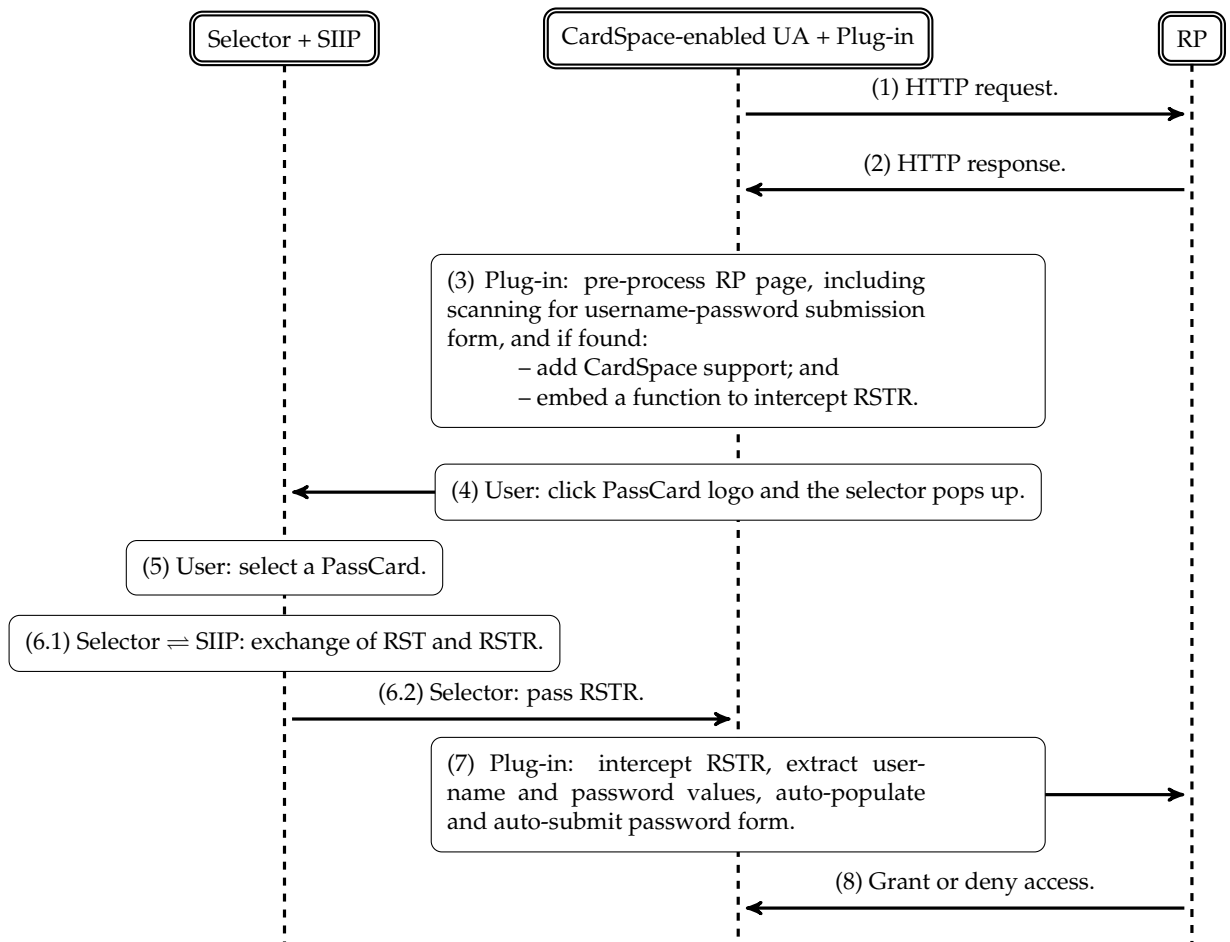 Selector + SIIP
CardSpace-enabled UA + Plug-in
RP
(1) HTTP request.
(2) HTTP response.
(3) Plug-in: pre-process RP page, including
scanning for username-password submission
form, and if found:
– add CardSpace support; and
– embed a function to intercept RSTR.
(4) User: click PassCard logo and the selector pops up.
(5) User: select a PassCard.
(6.1) Selector ⇌ SIIP: exchange of RST and RSTR.
(6.2) Selector: pass RSTR.
(7) Plug-in: intercept RSTR, extract user-
name and password values, auto-populate
and auto-submit password form.
(8) Grant or deny access.